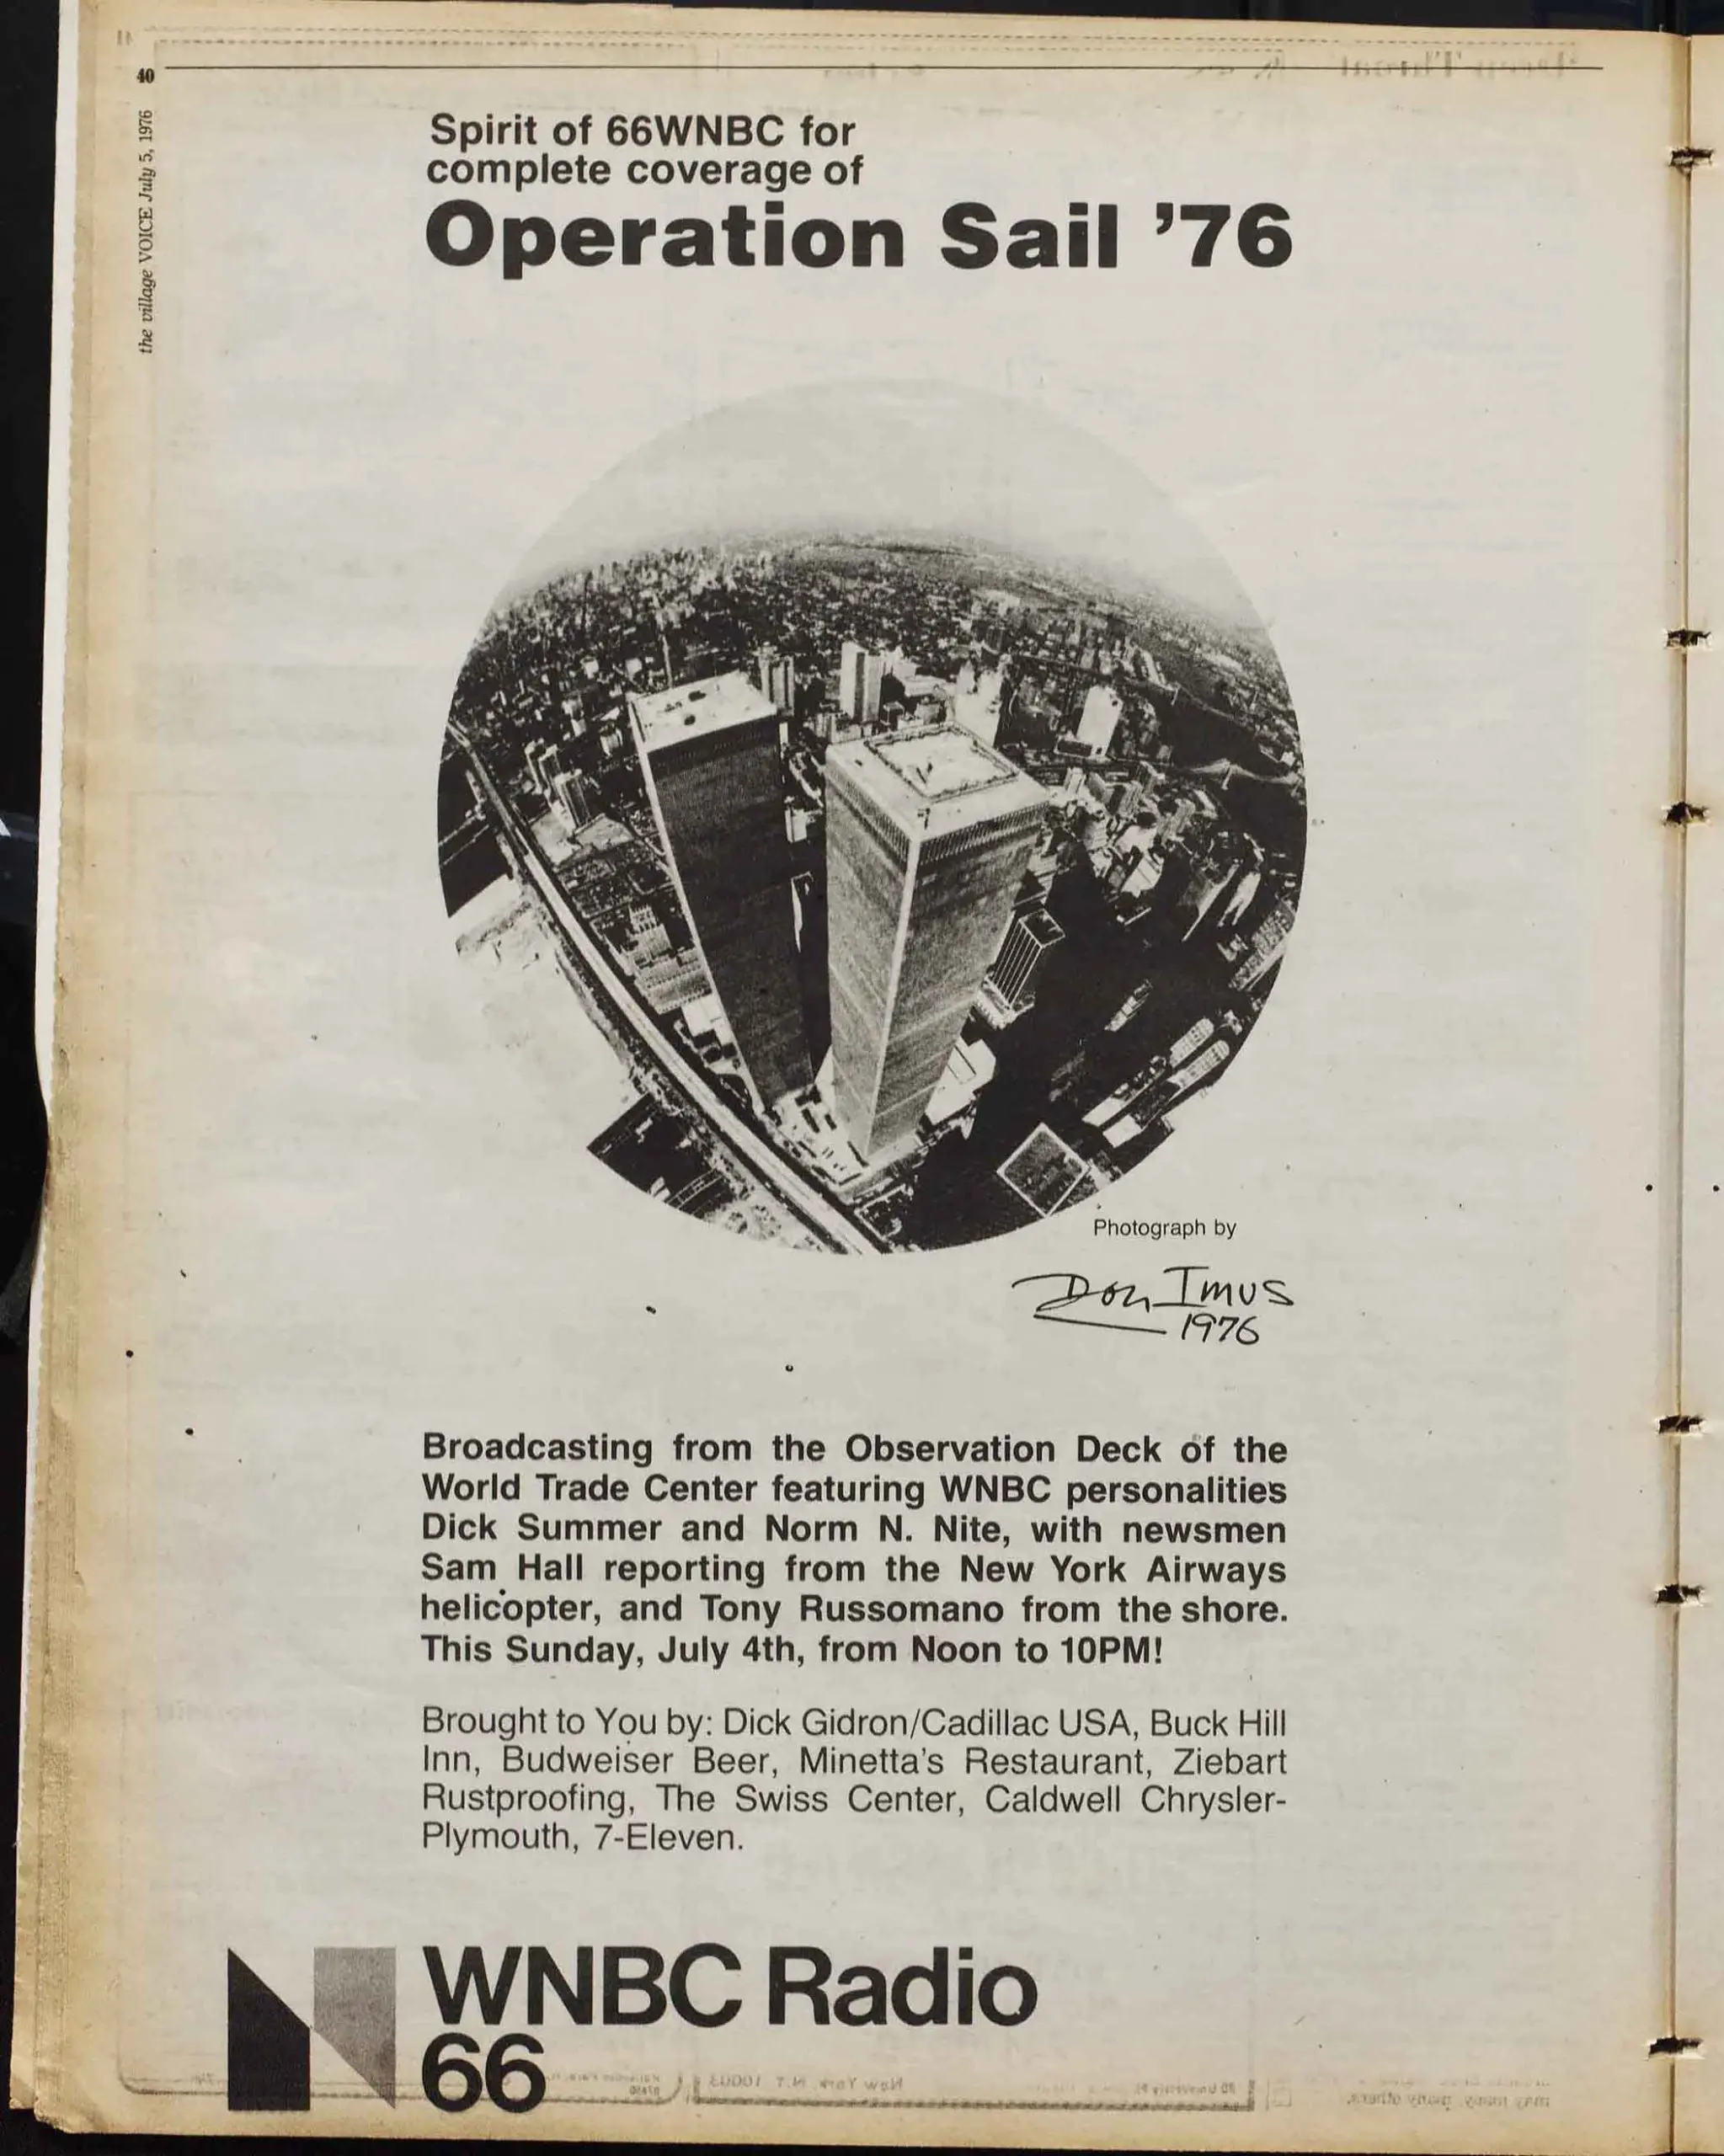 40
the village VOICE July 5, 1976
Spirit of 66WNBC for
complete coverage of
Operation Sail ’76
Photograph by
Don Imus
1976
Broadcasting from the Observation Deck of the
World Trade Center featuring WNBC personalities
Dick Summer and Norm N. Nite, with newsmen
Sam Hall reporting from the New York Airways
helicopter, and Tony Russomano from the shore.
This Sunday, July 4th, from Noon to 10PM!
Brought to You by: Dick Gidron/Cadillac USA, Buck Hill
Inn, Budweiser Beer, Minetta’s Restaurant, Ziebart
Rustproofing, The Swiss Center, Caldwell Chrysler-
Plymouth, 7-Eleven.
WNBC Radio
66